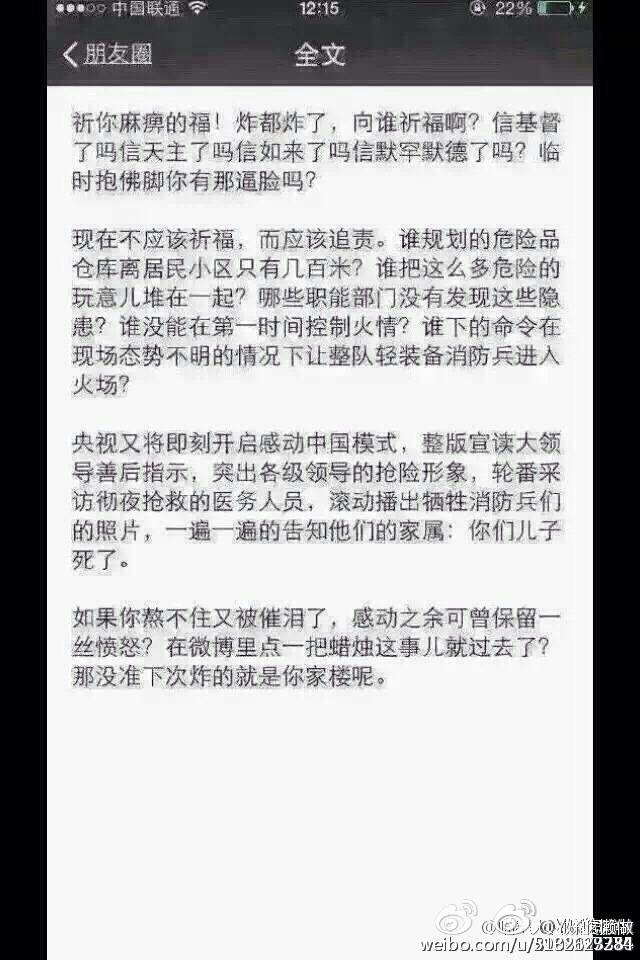 中国联通 12:15 22%
朋友圈 全文
祈你麻痹的福！炸都炸了，向谁祈福啊？信基督
了吗信天主了吗信如来了吗信默罕默德了吗？临
时抱佛脚你有那逼脸吗？
现在不应该祈福，而应该追责。谁规划的危险品
仓库离居民小区只有几百米？谁把这么多危险的
玩意儿堆在一起？哪些职能部门没有发现这些隐
患？谁没能在第一时间控制火情？谁下的命令在
现场态势不明的情况下让整队轻装备消防兵进入
火场？
央视又将即刻开启感动中国模式，整版宣读大领
导善后指示，突出各级领导的抢险形象，轮番采
访彻夜抢救的医务人员，滚动播出牺牲消防兵们
的照片，一遍一遍的告知他们的家属：你们儿子
死了。
如果你熬不住又被催泪了，感动之余可曾保留一
丝愤怒？在微博里点一把蜡烛这事儿就过去了？
那没准下次炸的就是你家楼呢。
weibo.com/u/